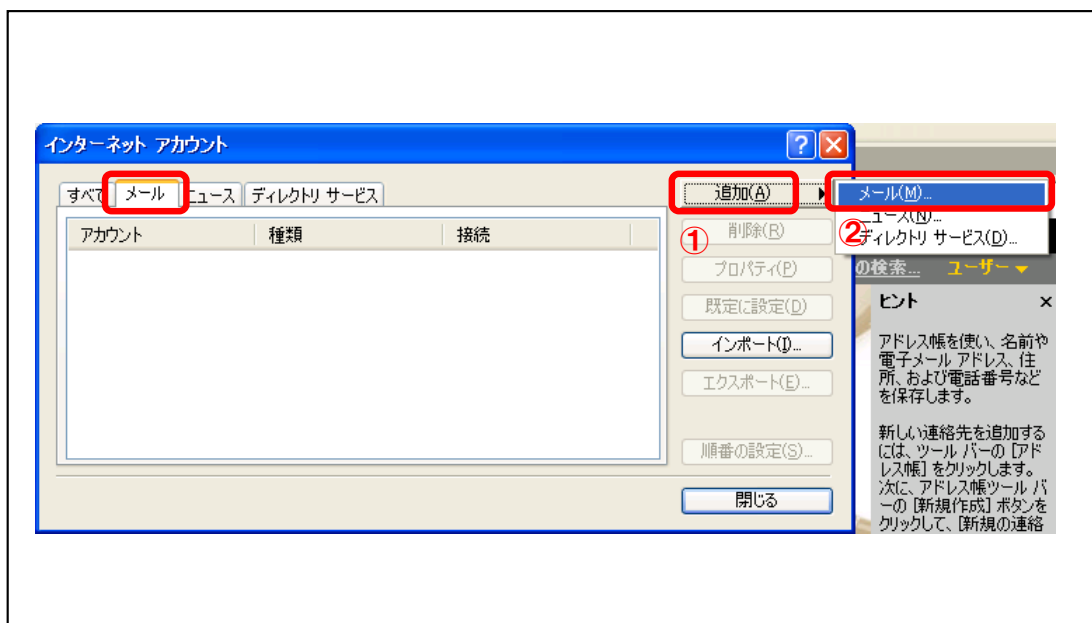 インターネット アカウント
すべて メール ニュース ディレクトリ サービス
アカウント 種類 接続
追加(A)
① 削除(R)
プロパティ(P)
既定に設定(D)
インポート(I)...
エクスポート(E)...
順番の設定(S)...
閉じる
メール(M)...
ニュース(N)...
② ディレクトリ サービス(D)...
の検索... ユーザー
ヒント ×
アドレス帳を使い、名前や
電子メール アドレス、住
所、および電話番号など
を保存します。
新しい連絡先を追加する
には、ツール バーの [アド
レス帳] をクリックします。
次に、アドレス帳ツール バ
ーの [新規作成] ボタンを
クリックして、[新規の連絡